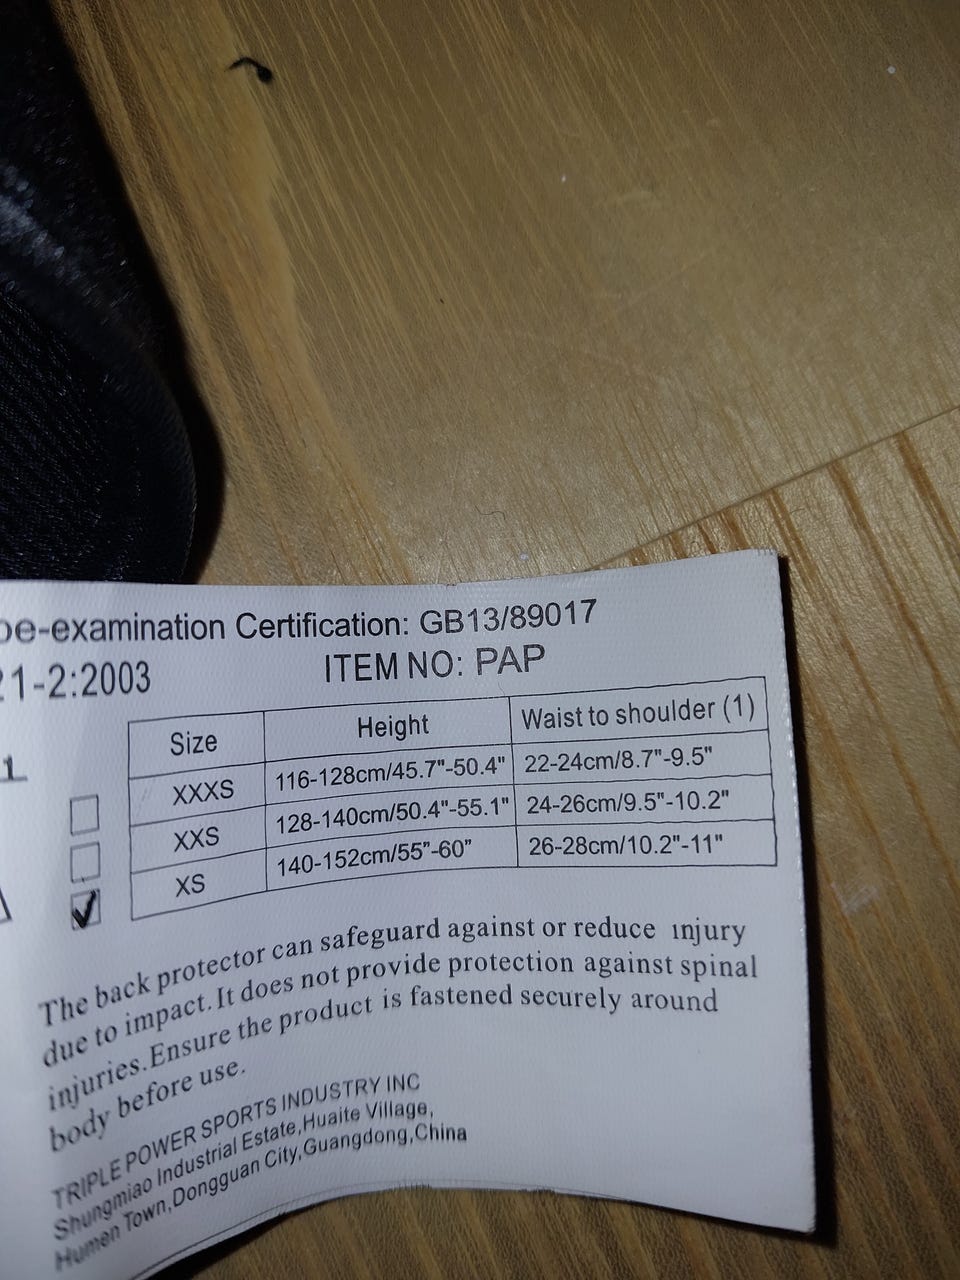 pe-examination Certification: GB13/89017
21-2:2003 ITEM NO: PAP
1
Size Height Waist to shoulder (1)
XXXS 116-128cm/45.7"-50.4" 22-24cm/8.7"-9.5"
XXS 128-140cm/50.4"-55.1" 24-26cm/9.5"-10.2"
XS 140-152cm/55"-60" 26-28cm/10.2"-11"
The back protector can safeguard against or reduce injury
due to impact.It does not provide protection against spinal
injuries.Ensure the product is fastened securely around
body before use.
TRIPLE POWER SPORTS INDUSTRY INC
Shungmiao Industrial Estate,Huaite Village,
Humen Town,Dongguan City,Guangdong,China